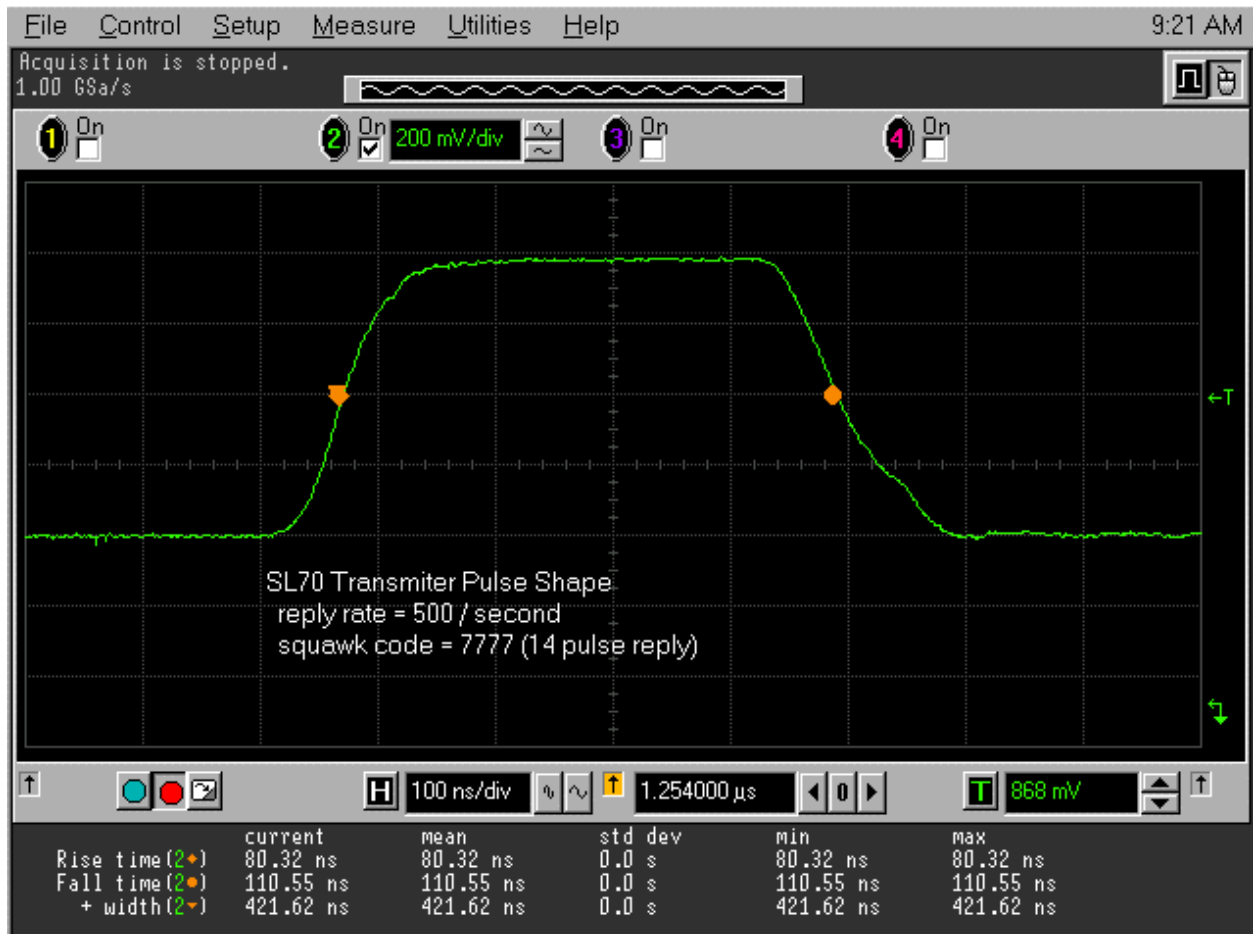 File Control Setup Measure Utilities Help 9:21 AM
Acquisition is stopped.
1.00 GSa/s
1 On 2 On 200 mV/div 3 On 4 On
←T
SL70 Transmiter Pulse Shape
reply rate = 500 / second
squawk code = 7777 (14 pulse reply)
H 100 ns/div 1.254000 µs 0 T 868 mV
current mean std dev min max
Rise time(2◆) 80.32 ns 80.32 ns 0.0 s 80.32 ns 80.32 ns
Fall time(2●) 110.55 ns 110.55 ns 0.0 s 110.55 ns 110.55 ns
+ width(2▾) 421.62 ns 421.62 ns 0.0 s 421.62 ns 421.62 ns